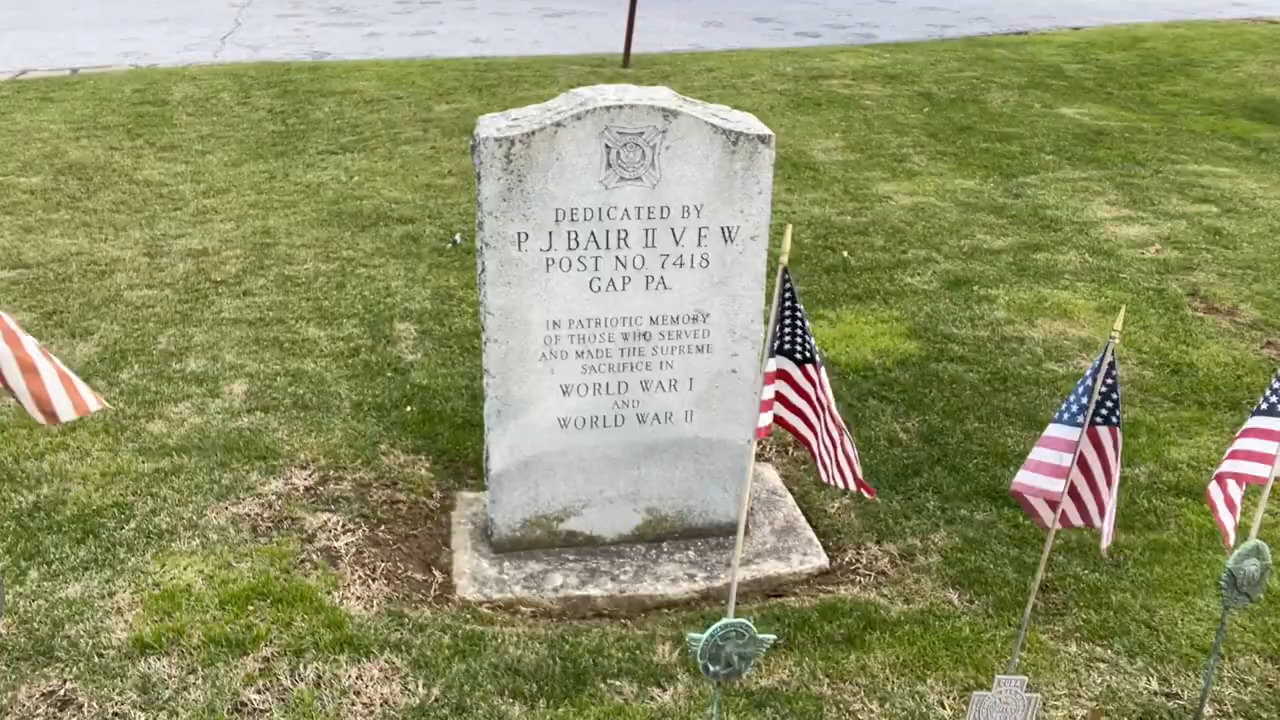 DEDICATED BY
P. J. BAIR II V. F. W.
POST NO. 7418
GAP PA.
IN PATRIOTIC MEMORY
OF THOSE WHO SERVED
AND MADE THE SUPREME
SACRIFICE IN
WORLD WAR I
AND
WORLD WAR II
CUBA